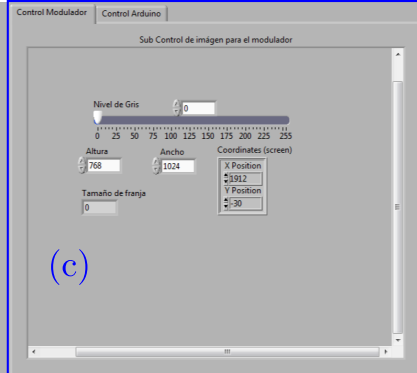 Control Modulador Control Arduino
Sub Control de imágen para el modulador
Nivel de Gris 0
0 25 50 75 100 125 150 175 200 225 255
Altura Ancho Coordinates (screen)
768 1024 X Position
1912
Y Position
-30
Tamaño de franja
0
(c)